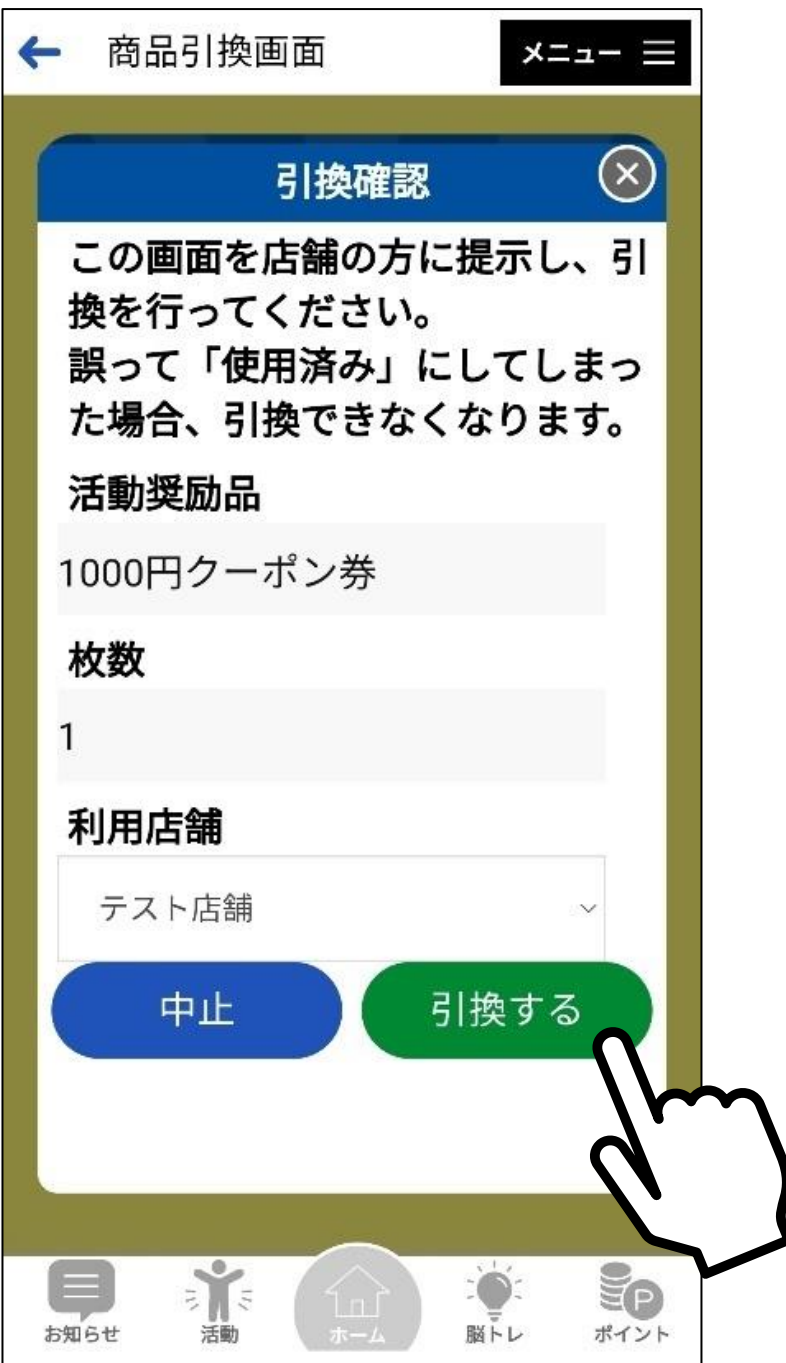 商品引換画面
メニュー
引換確認
この画面を店舗の方に提示し、引
換を行ってください。
誤って「使用済み」にしてしまっ
た場合、引換できなくなります。
活動奨励品
1000円クーポン券
枚数
1
利用店舗
テスト店舗
中止
引換する
お知らせ
活動
ホーム
脳トレ
P
ポイント